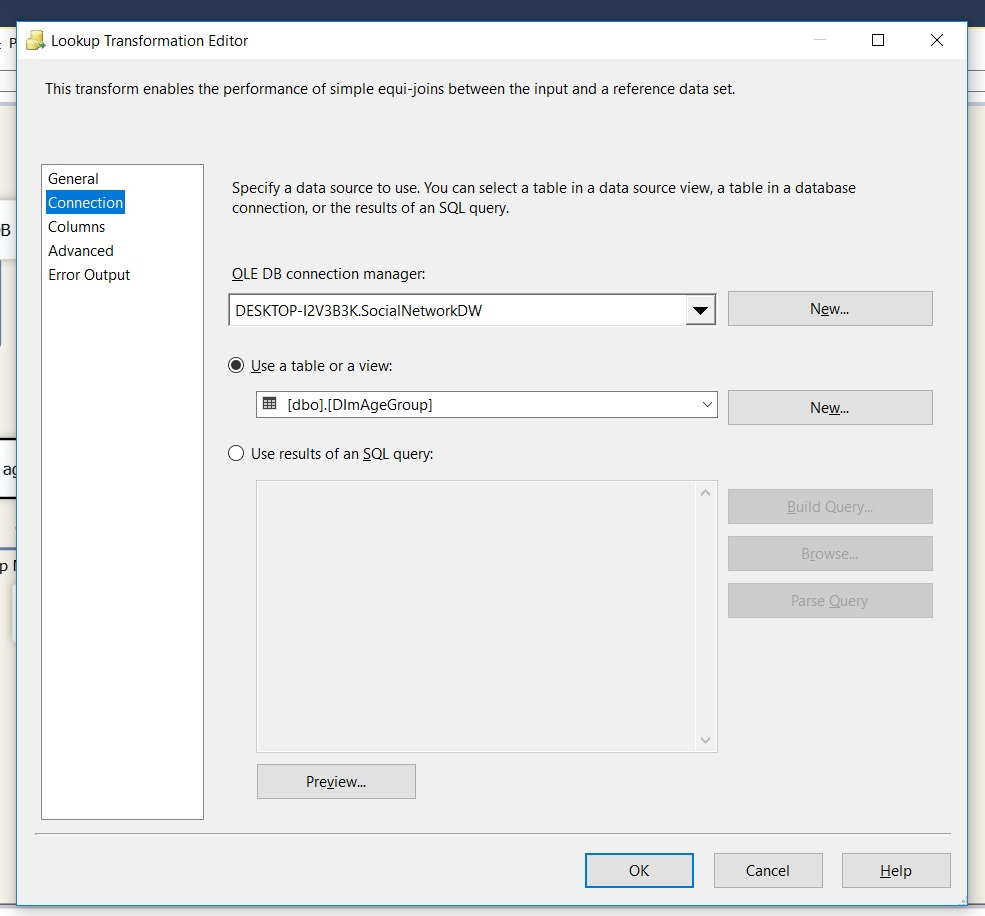 Lookup Transformation Editor
This transform enables the performance of simple equi-joins between the input and a reference data set.
General
Connection
Columns
Advanced
Error Output
Specify a data source to use. You can select a table in a data source view, a table in a database
connection, or the results of an SQL query.
OLE DB connection manager:
DESKTOP-I2V3B3K.SocialNetworkDW
New...
Use a table or a view:
[dbo].[DImAgeGroup]
New...
Use results of an SQL query:
Build Query...
Browse...
Parse Query
Preview...
OK
Cancel
Help